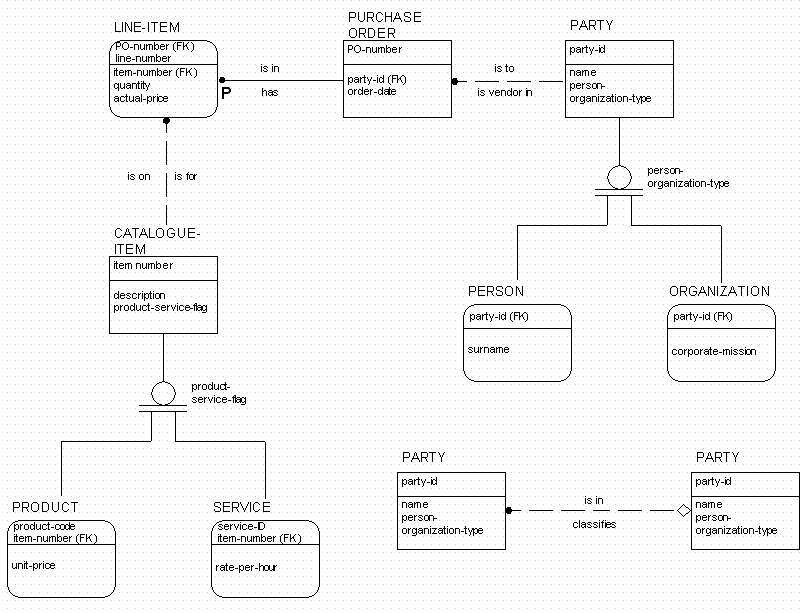 LINE-ITEM
PO-number (FK)
line-number
item-number (FK)
quantity
actual-price
is in
P
has
PURCHASE
ORDER
PO-number
party-id (FK)
order-date
is to
is vendor in
PARTY
party-id
name
person-
organization-type
person-
organization-type
is on
is for
CATALOGUE-
ITEM
item number
description
product-service-flag
PERSON
party-id (FK)
surname
ORGANIZATION
party-id (FK)
corporate-mission
product-
service-flag
PRODUCT
product-code
item-number (FK)
unit-price
SERVICE
service-ID
item-number (FK)
rate-per-hour
PARTY
party-id
name
person-
organization-type
is in
classifies
PARTY
party-id
name
person-
organization-type